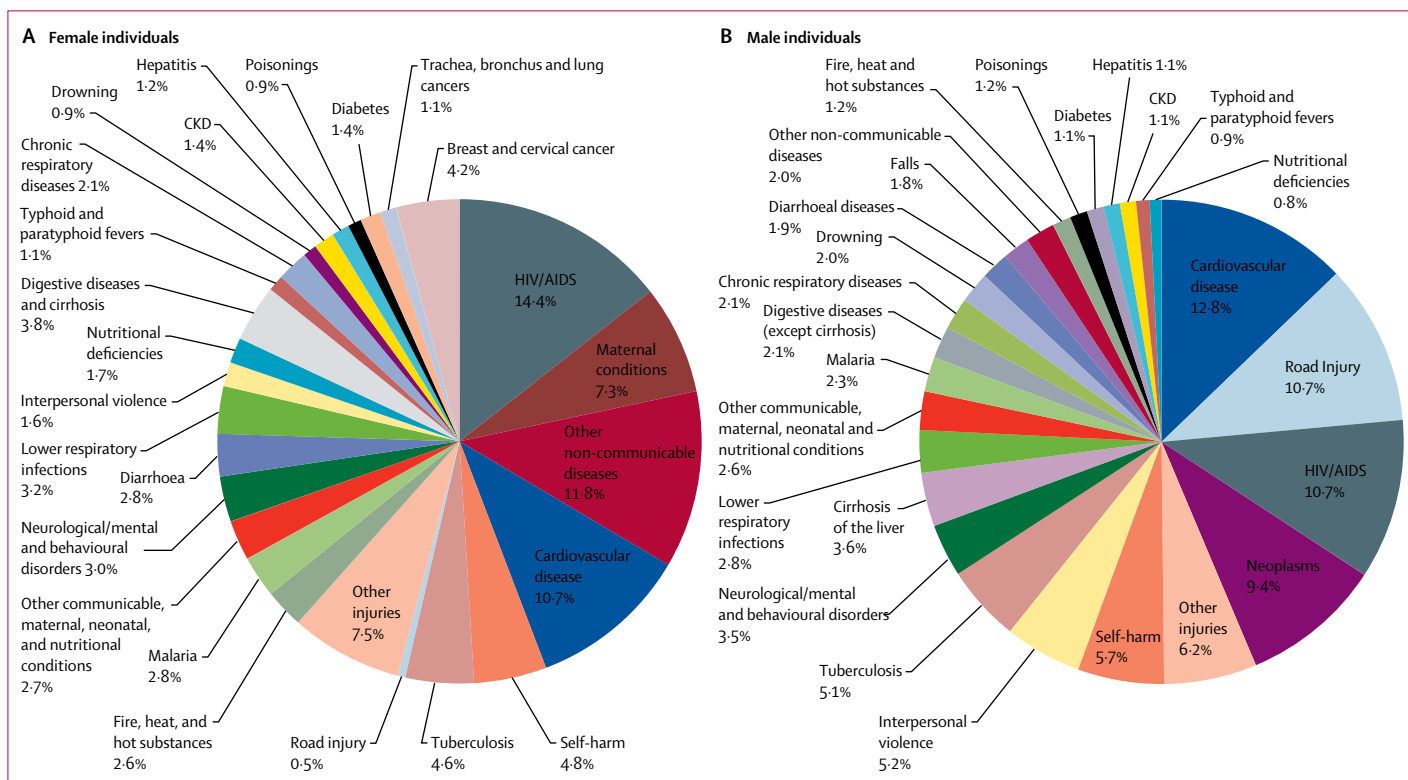 A Female individuals
Hepatitis
1·2%
Poisonings
0·9%
Trachea, bronchus and lung
cancers
1·1%
Drowning
0·9%
CKD
1·4%
Diabetes
1·4%
Breast and cervical cancer
4·2%
Chronic
respiratory
diseases 2·1%
Typhoid and
paratyphoid fevers
1·1%
Digestive diseases
and cirrhosis
3·8%
Nutritional
deficiencies
1·7%
Interpersonal violence
1·6%
Lower respiratory
infections
3·2%
Diarrhoea
2·8%
Neurological/mental
and behavioural
disorders 3·0%
Other communicable,
maternal, neonatal,
and nutritional
conditions
2·7%
Malaria
2·8%
Fire, heat, and
hot substances
2·6%
Road injury
0·5%
Tuberculosis
4·6%
Self-harm
4·8%
HIV/AIDS
14·4%
Maternal
conditions
7·3%
Other
non-communicable
diseases
11·8%
Cardiovascular
disease
10·7%
Other
injuries
7·5%
B Male individuals
Fire, heat and
hot substances
1·2%
Poisonings
1·2%
Hepatitis 1·1%
Diabetes
1·1%
CKD
1·1%
Typhoid and
paratyphoid fevers
0·9%
Nutritional
deficiencies
0·8%
Other non-communicable
diseases
2·0%
Falls
1·8%
Diarrhoeal diseases
1·9%
Drowning
2·0%
Chronic respiratory diseases
2·1%
Digestive diseases
(except cirrhosis)
2·1%
Malaria
2·3%
Other communicable,
maternal, neonatal and
nutritional conditions
2·6%
Lower
respiratory
infections
2·8%
Cirrhosis
of the liver
3·6%
Neurological/mental
and behavioural disorders
3·5%
Tuberculosis
5·1%
Interpersonal
violence
5·2%
Cardiovascular
disease
12·8%
Road Injury
10·7%
HIV/AIDS
10·7%
Neoplasms
9·4%
Other
injuries
6·2%
Self-harm
5·7%